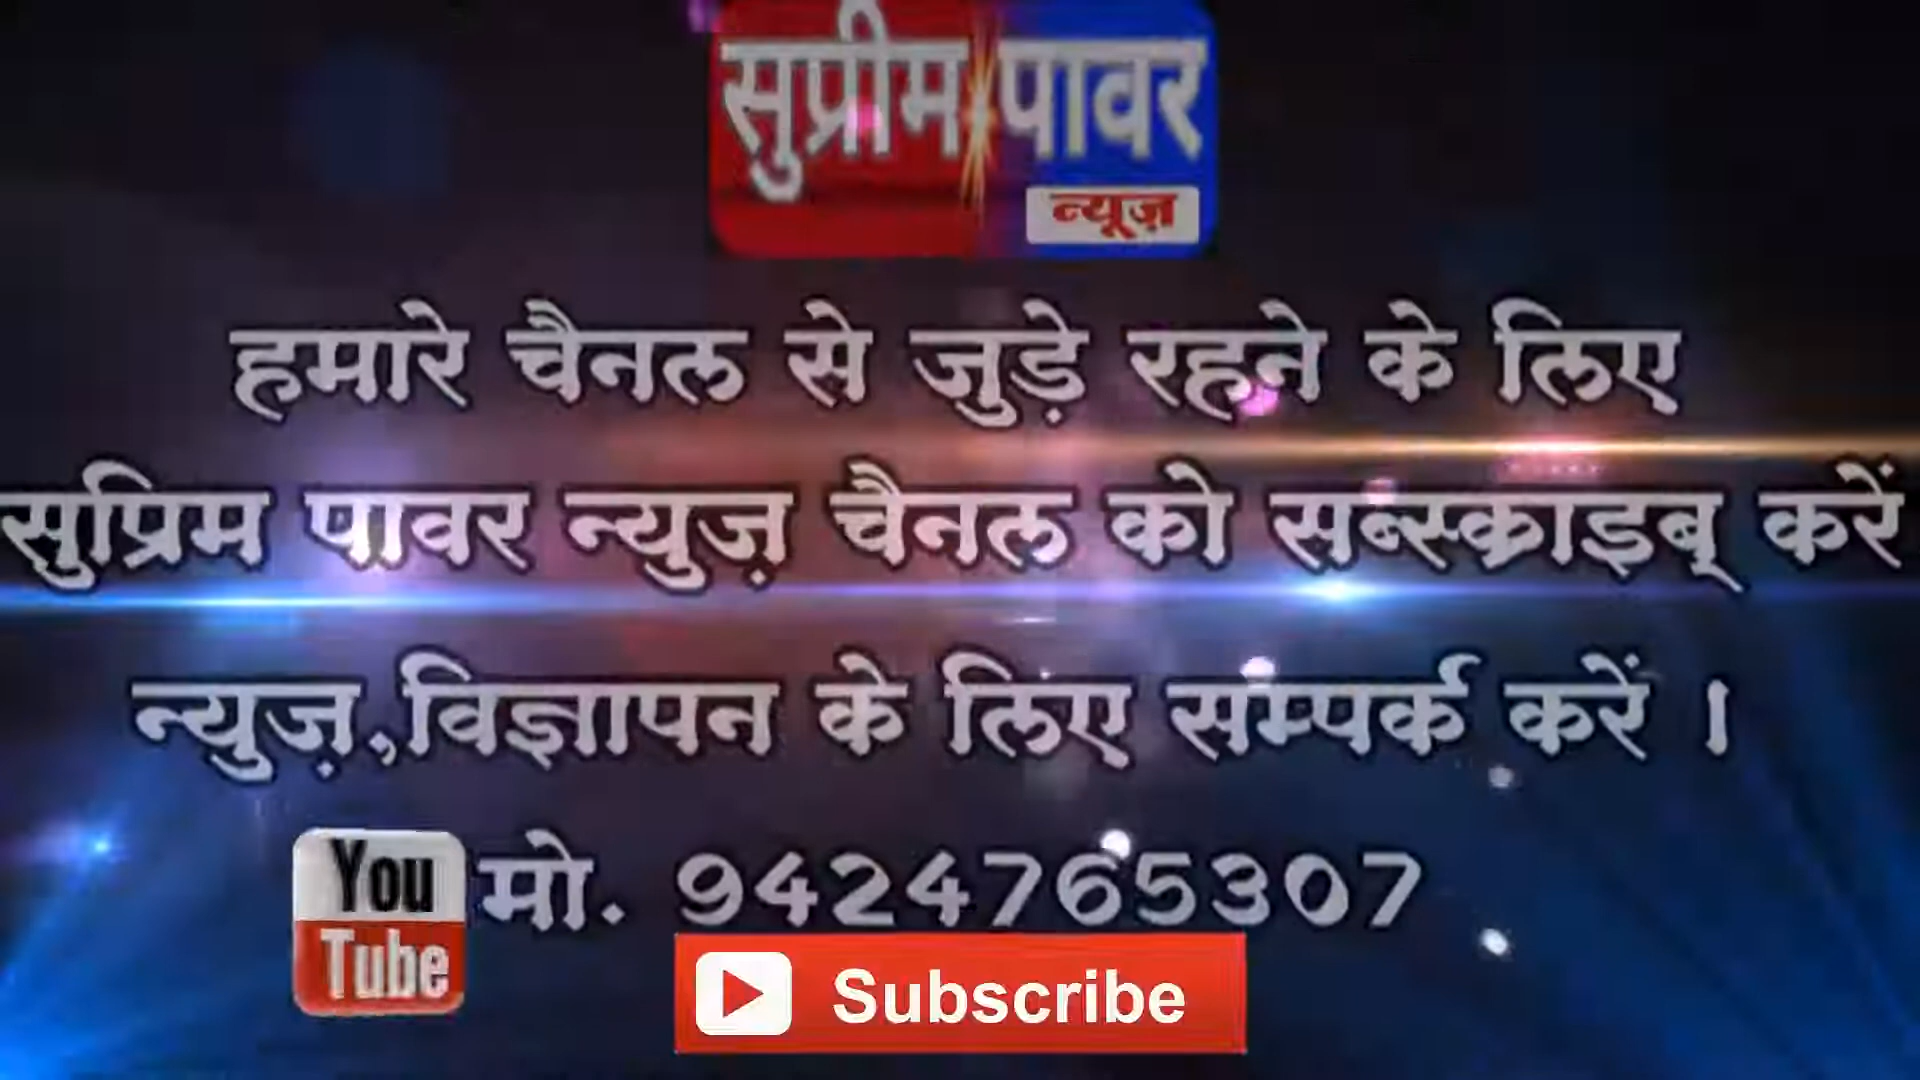 सुप्रीम पावर
न्यूज़
हमारे चैनल से जुड़े रहने के लिए
सुप्रिम पावर न्युज़ चैनल को सब्स्क्राइब् करें
न्युज़,विज्ञापन के लिए सम्पर्क करें ।
You
Tube
मो. 9424765307
Subscribe